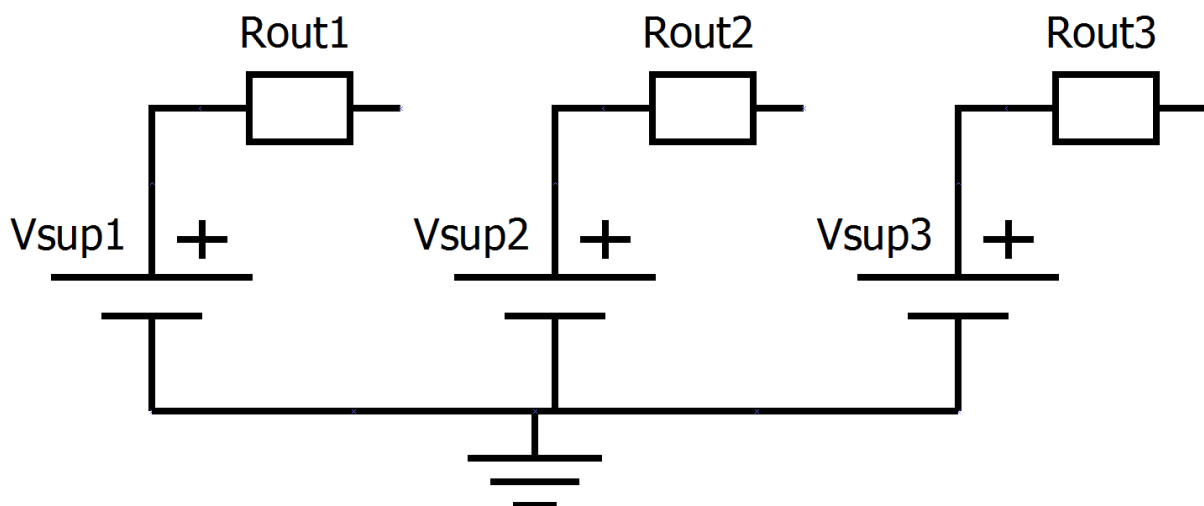 Rout1
Rout2
Rout3
Vsup1 +
Vsup2 +
Vsup3 +